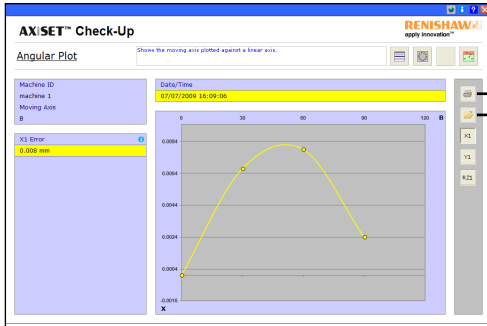 AXISET™ Check-Up
RENISHAW
apply innovation™
Angular Plot
Shows the moving axis plotted against a linear axis.
Machine ID
machine 1
Moving Axis
B
X1 Error
0.008 mm
Date/Time
07/07/2009 16:09:06
0 30 60 90 120 B
0.0084
0.0064
0.0044
0.0024
0.0004
-0.0016
X
X1
Y1
RZ1